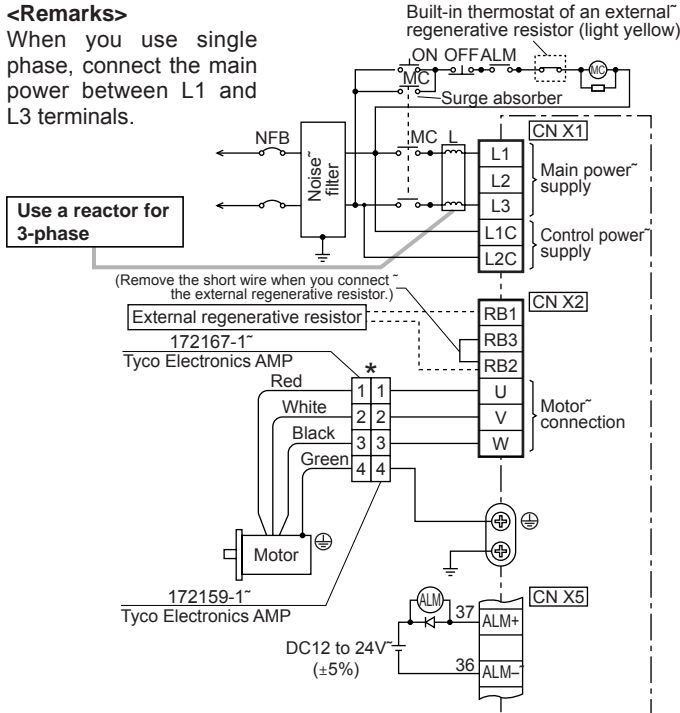 <Remarks>
When you use single
phase, connect the main
power between L1 and
L3 terminals.
Built-in thermostat of an external~
regenerative resistor (light yellow)
ON OFF ALM
MC
MC
Surge absorber
NFB
Noise~
filter
MC L
CN X1
L1
L2
L3
L1C
L2C
Main power~
supply
Control power~
supply
Use a reactor for
3-phase
(Remove the short wire when you connect ~
the external regenerative resistor.)
External regenerative resistor
CN X2
RB1
RB3
RB2
U
V
W
Motor~
connection
172167-1~
Tyco Electronics AMP
*
Red
White
Black
Green
1 1
2 2
3 3
4 4
Motor
172159-1~
Tyco Electronics AMP
ALM
DC12 to 24V~
(±5%)
CN X5
37 ALM+
36 ALM–~